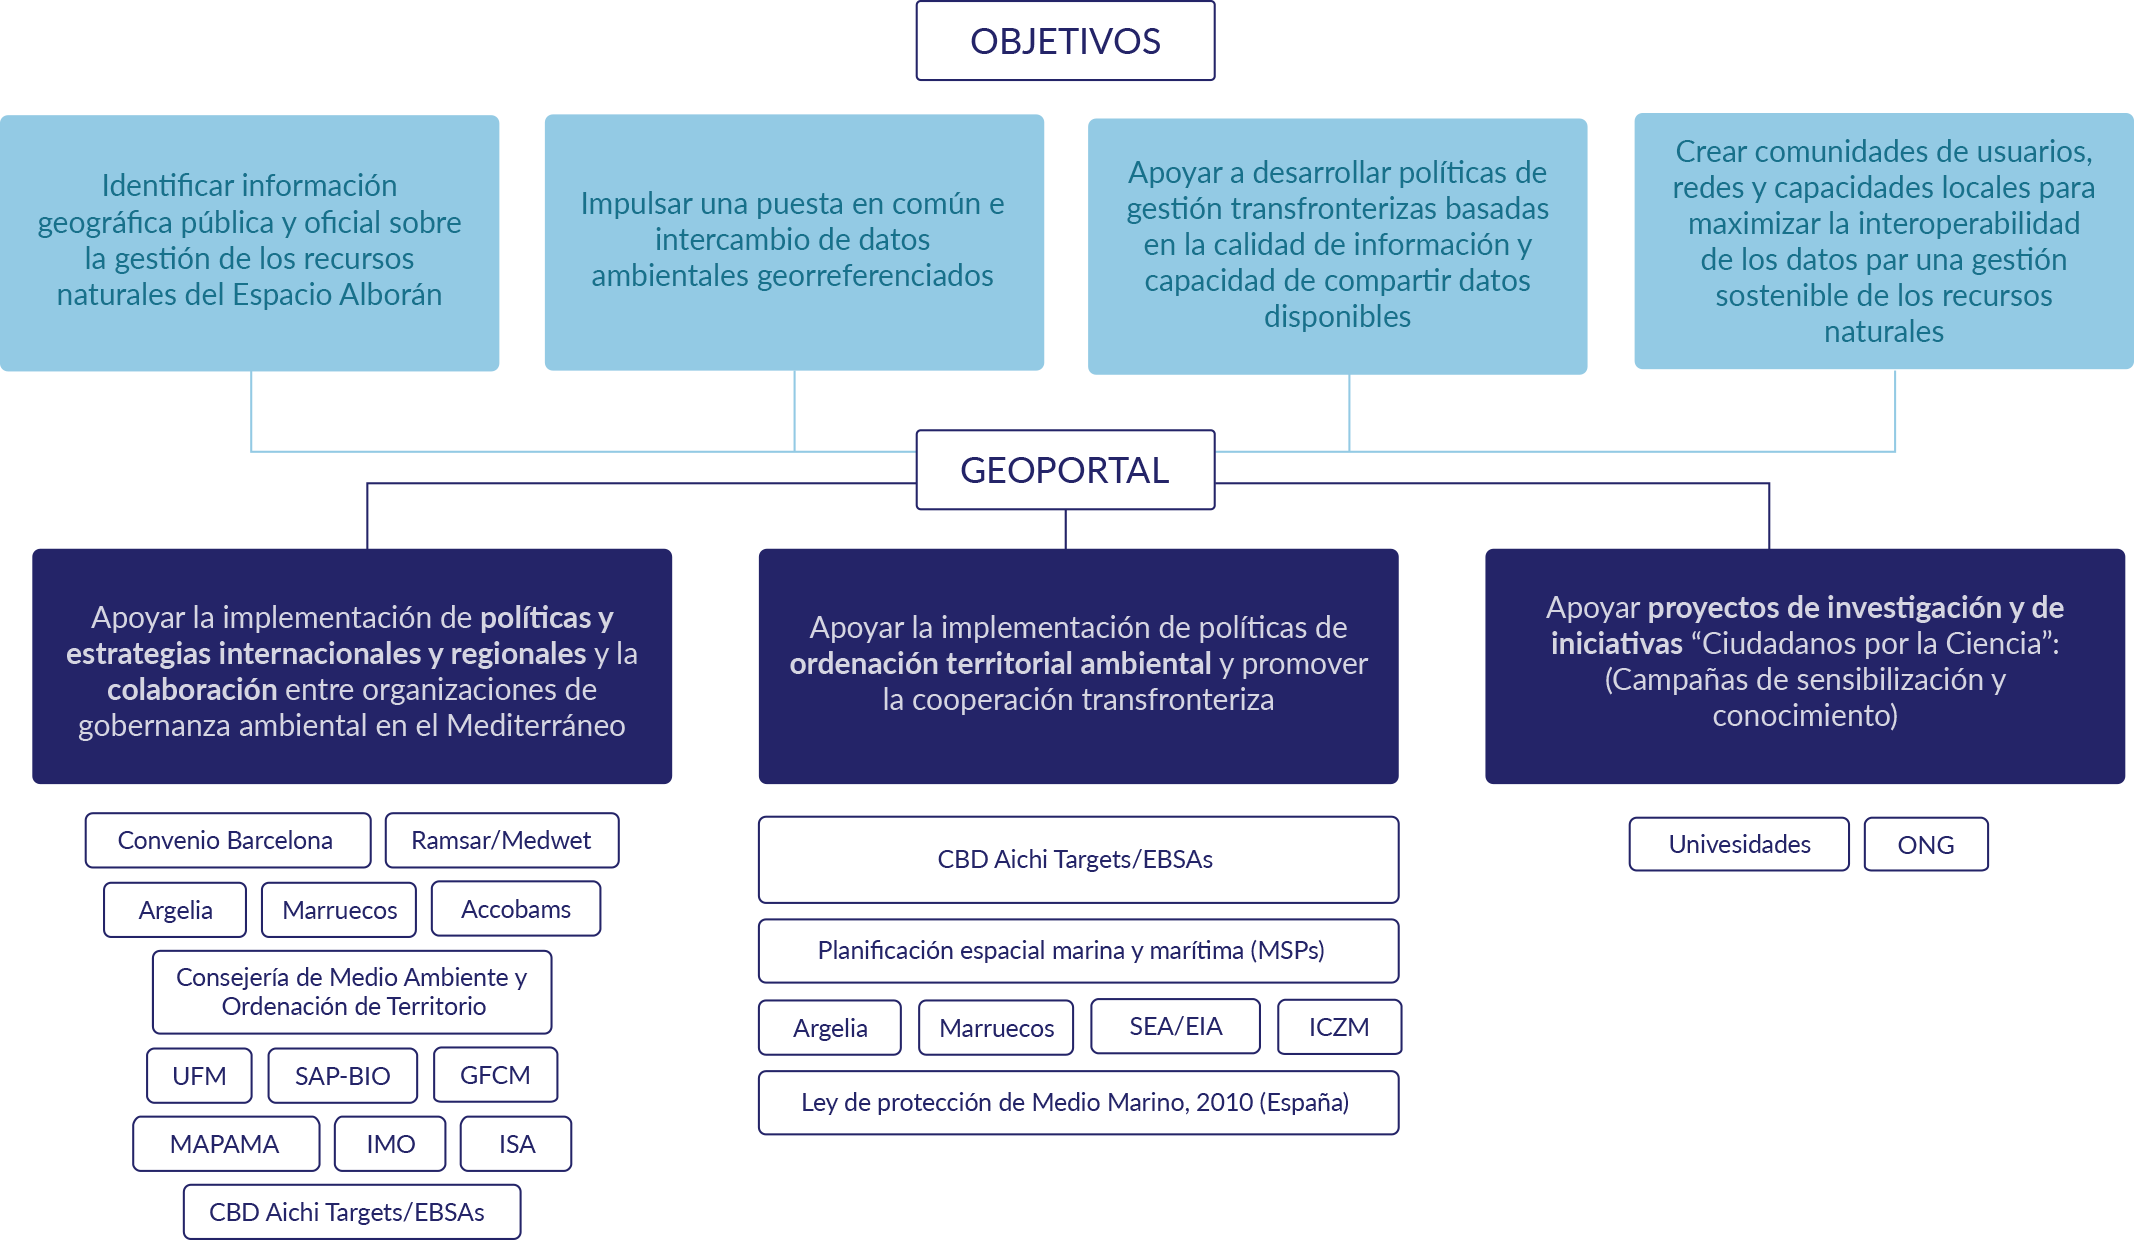 OBJETIVOS
Identificar información
geográfica pública y oficial sobre
la gestión de los recursos
naturales del Espacio Alborán
Impulsar una puesta en común e
intercambio de datos
ambientales georreferenciados
Apoyar a desarrollar políticas de
gestión transfronterizas basadas
en la calidad de información y
capacidad de compartir datos
disponibles
Crear comunidades de usuarios,
redes y capacidades locales para
maximizar la interoperabilidad
de los datos par una gestión
sostenible de los recursos
naturales
GEOPORTAL
Apoyar la implementación de políticas y
estrategias internacionales y regionales y la
colaboración entre organizaciones de
gobernanza ambiental en el Mediterráneo
Convenio Barcelona
Ramsar/Medwet
Argelia
Marruecos
Accobams
Consejería de Medio Ambiente y
Ordenación de Territorio
UFM
SAP-BIO
GFCM
MAPAMA
IMO
ISA
CBD Aichi Targets/EBSAs
Apoyar la implementación de políticas de
ordenación territorial ambiental y promover
la cooperación transfronteriza
CBD Aichi Targets/EBSAs
Planificación espacial marina y marítima (MSPs)
Argelia
Marruecos
SEA/EIA
ICZM
Ley de protección de Medio Marino, 2010 (España)
Apoyar proyectos de investigación y de
iniciativas “Ciudadanos por la Ciencia”:
(Campañas de sensibilización y
conocimiento)
Univesidades
ONG